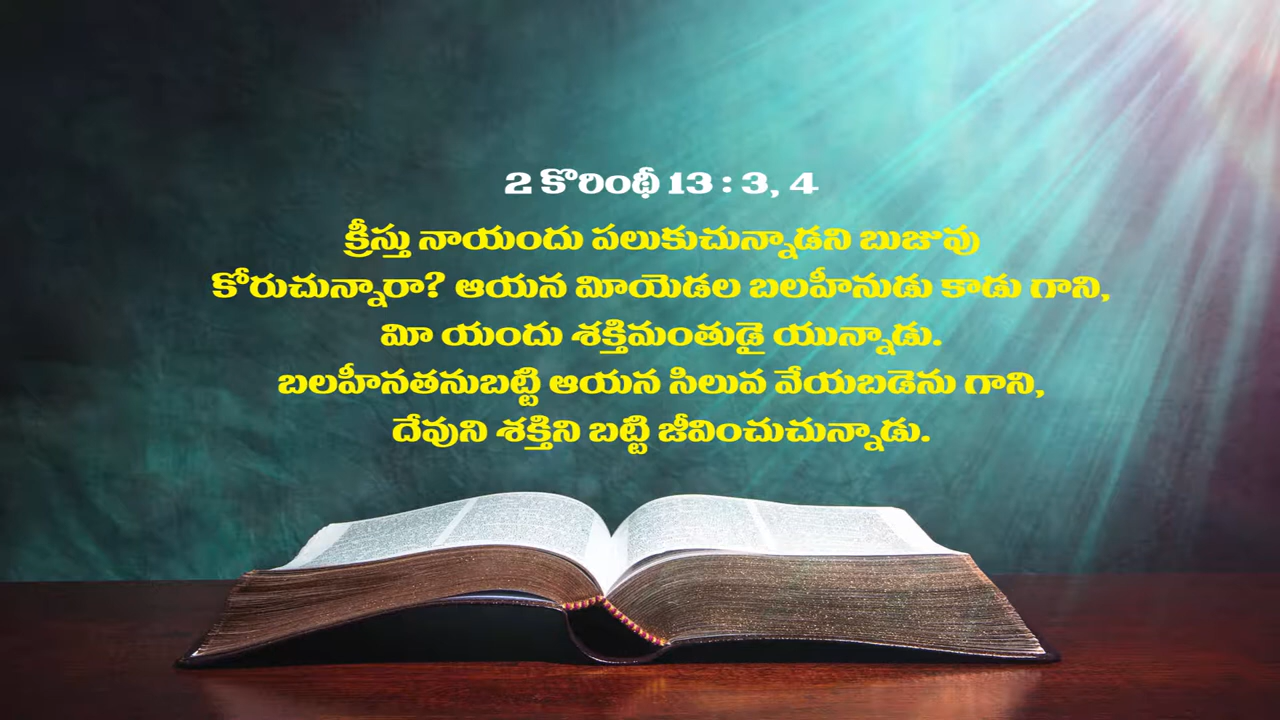 2 కొరింథీ 13 : 3, 4
క్రీస్తు నాయందు పలుకుచున్నాడని బుజువు
కోరుచున్నారా? ఆయన మీయెడల బలహీనుడు కాడు గాని,
మీ యందు శక్తిమంతుడై యున్నాడు.
బలహీనతనుబట్టి ఆయన సిలువ వేయబడెను గాని,
దేవుని శక్తిని బట్టి జీవించుచున్నాడు.